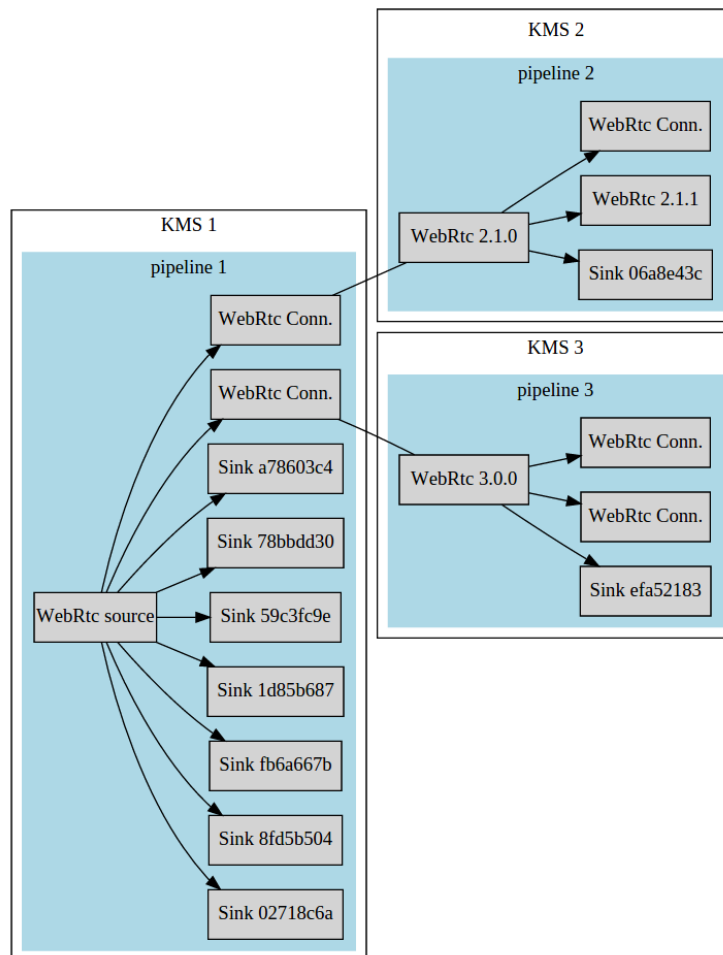 KMS 1
pipeline 1
WebRtc source
WebRtc Conn.
WebRtc Conn.
Sink a78603c4
Sink 78bbdd30
Sink 59c3fc9e
Sink 1d85b687
Sink fb6a667b
Sink 8fd5b504
Sink 02718c6a
KMS 2
pipeline 2
WebRtc 2.1.0
WebRtc Conn.
WebRtc 2.1.1
Sink 06a8e43c
KMS 3
pipeline 3
WebRtc 3.0.0
WebRtc Conn.
WebRtc Conn.
Sink efa52183